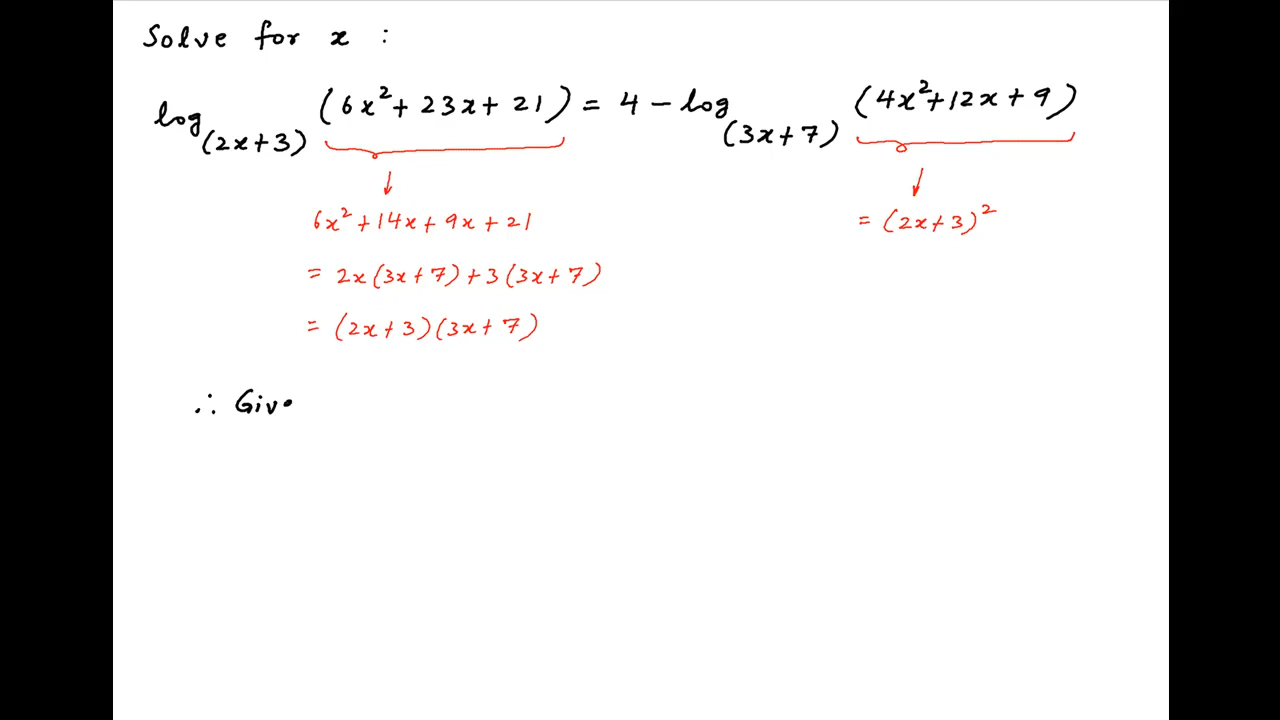 Solve for x :
log(2x+3) (6x²+23x+21) = 4 - log(3x+7) (4x²+12x+9)
6x²+14x+9x+21 = (2x+3)²
= 2x(3x+7)+3(3x+7)
= (2x+3)(3x+7)
∴ Giv